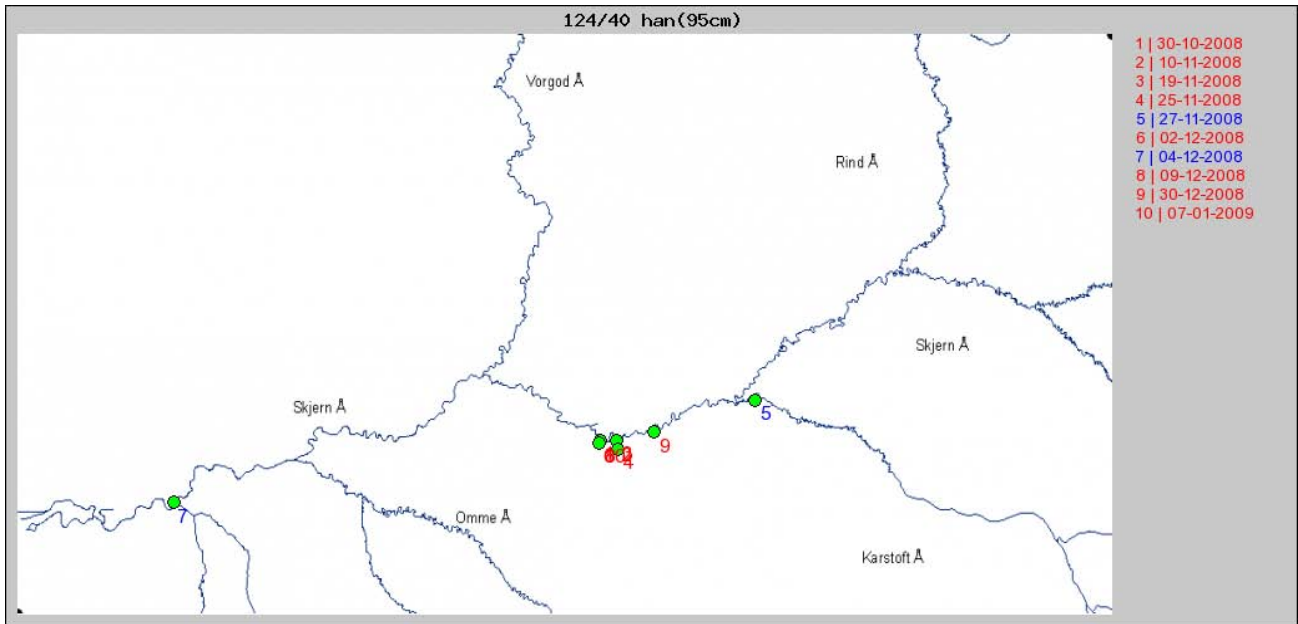 124/40 han(95cm)
1 | 30-10-2008
2 | 10-11-2008
3 | 19-11-2008
4 | 25-11-2008
5 | 27-11-2008
6 | 02-12-2008
7 | 04-12-2008
8 | 09-12-2008
9 | 30-12-2008
10 | 07-01-2009
Vorgod Å
Rind Å
Skjern Å
Skjern Å
5
9
4
7
Omme Å
Karstoft Å